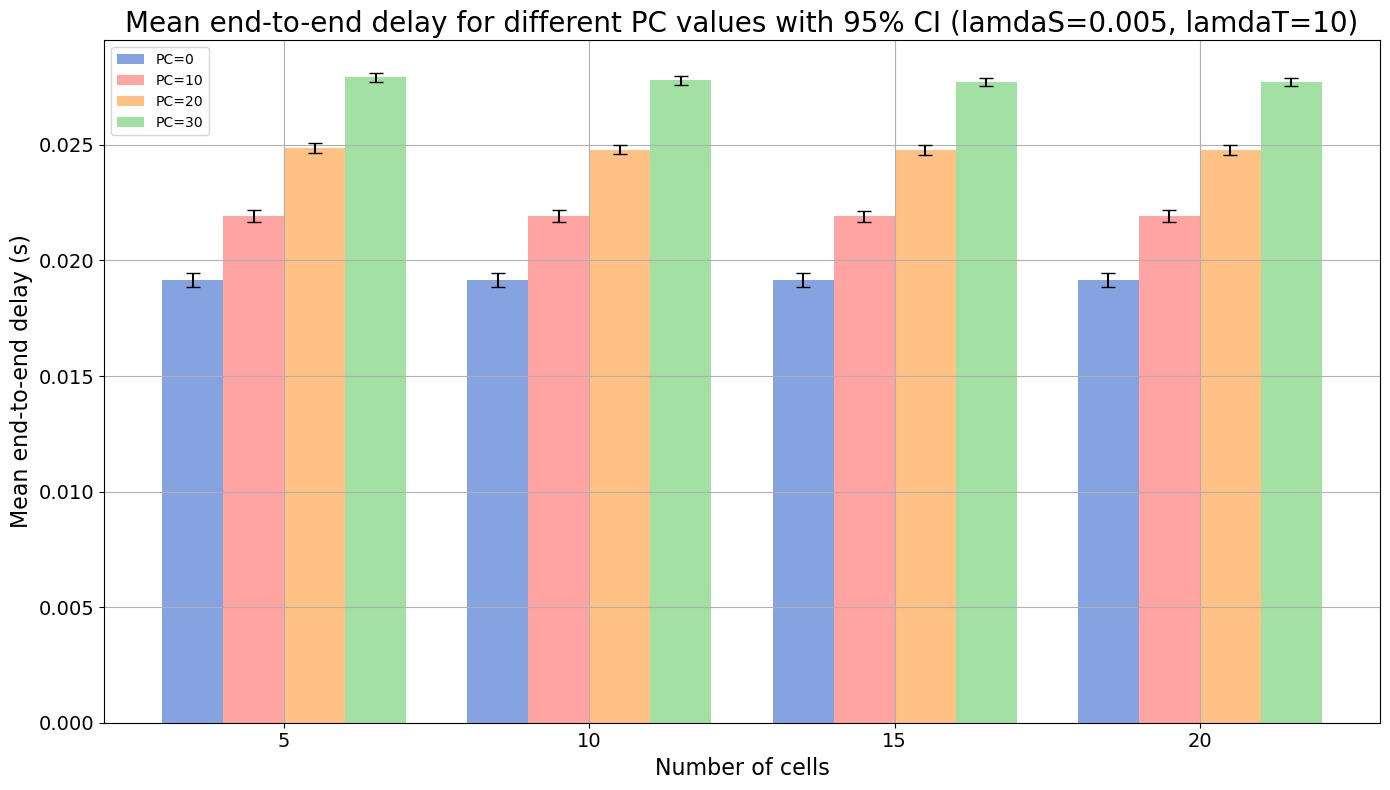 Mean end-to-end delay for different PC values with 95% CI (lamdaS=0.005, lamdaT=10)
PC=0
PC=10
PC=20
PC=30
Mean end-to-end delay (s)
0.025
0.020
0.015
0.010
0.005
0.000
5 10 15 20
Number of cells